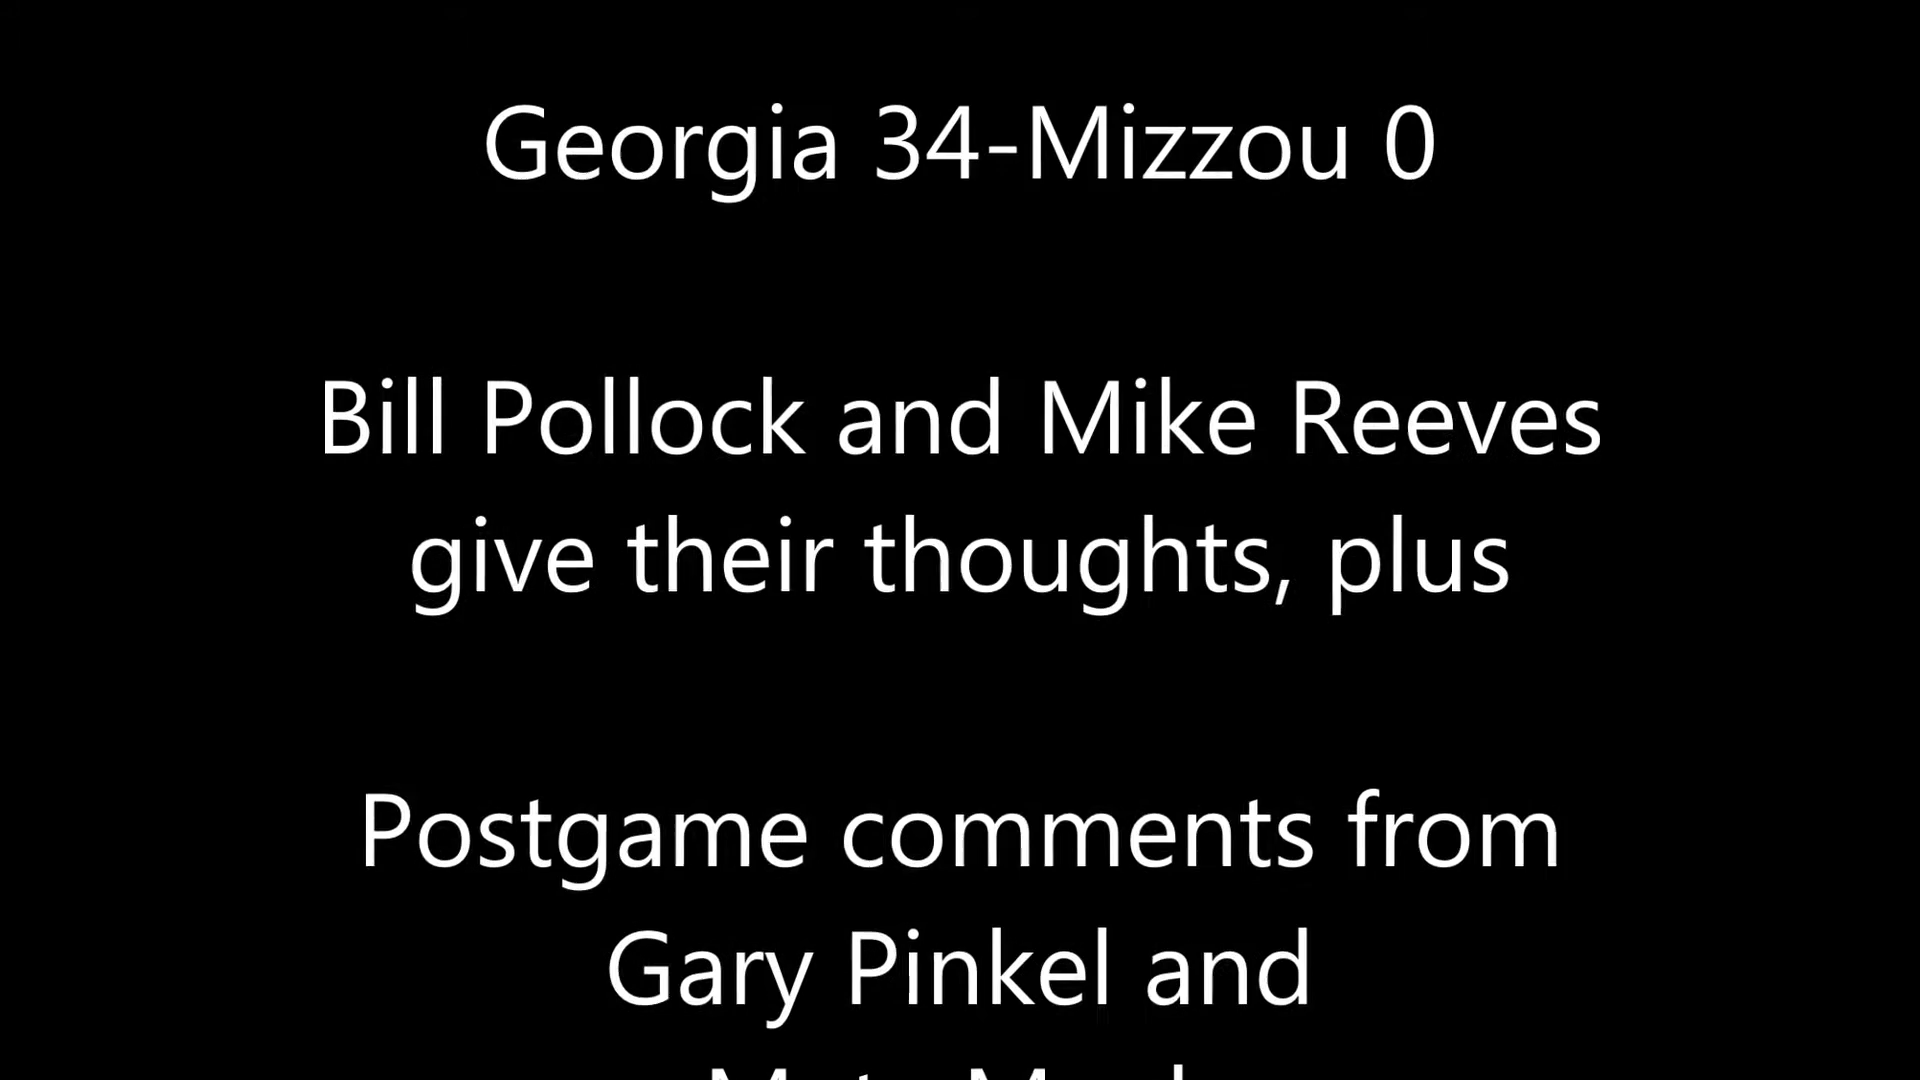 Georgia 34-Mizzou 0
Bill Pollock and Mike Reeves
give their thoughts, plus
Postgame comments from
Gary Pinkel and